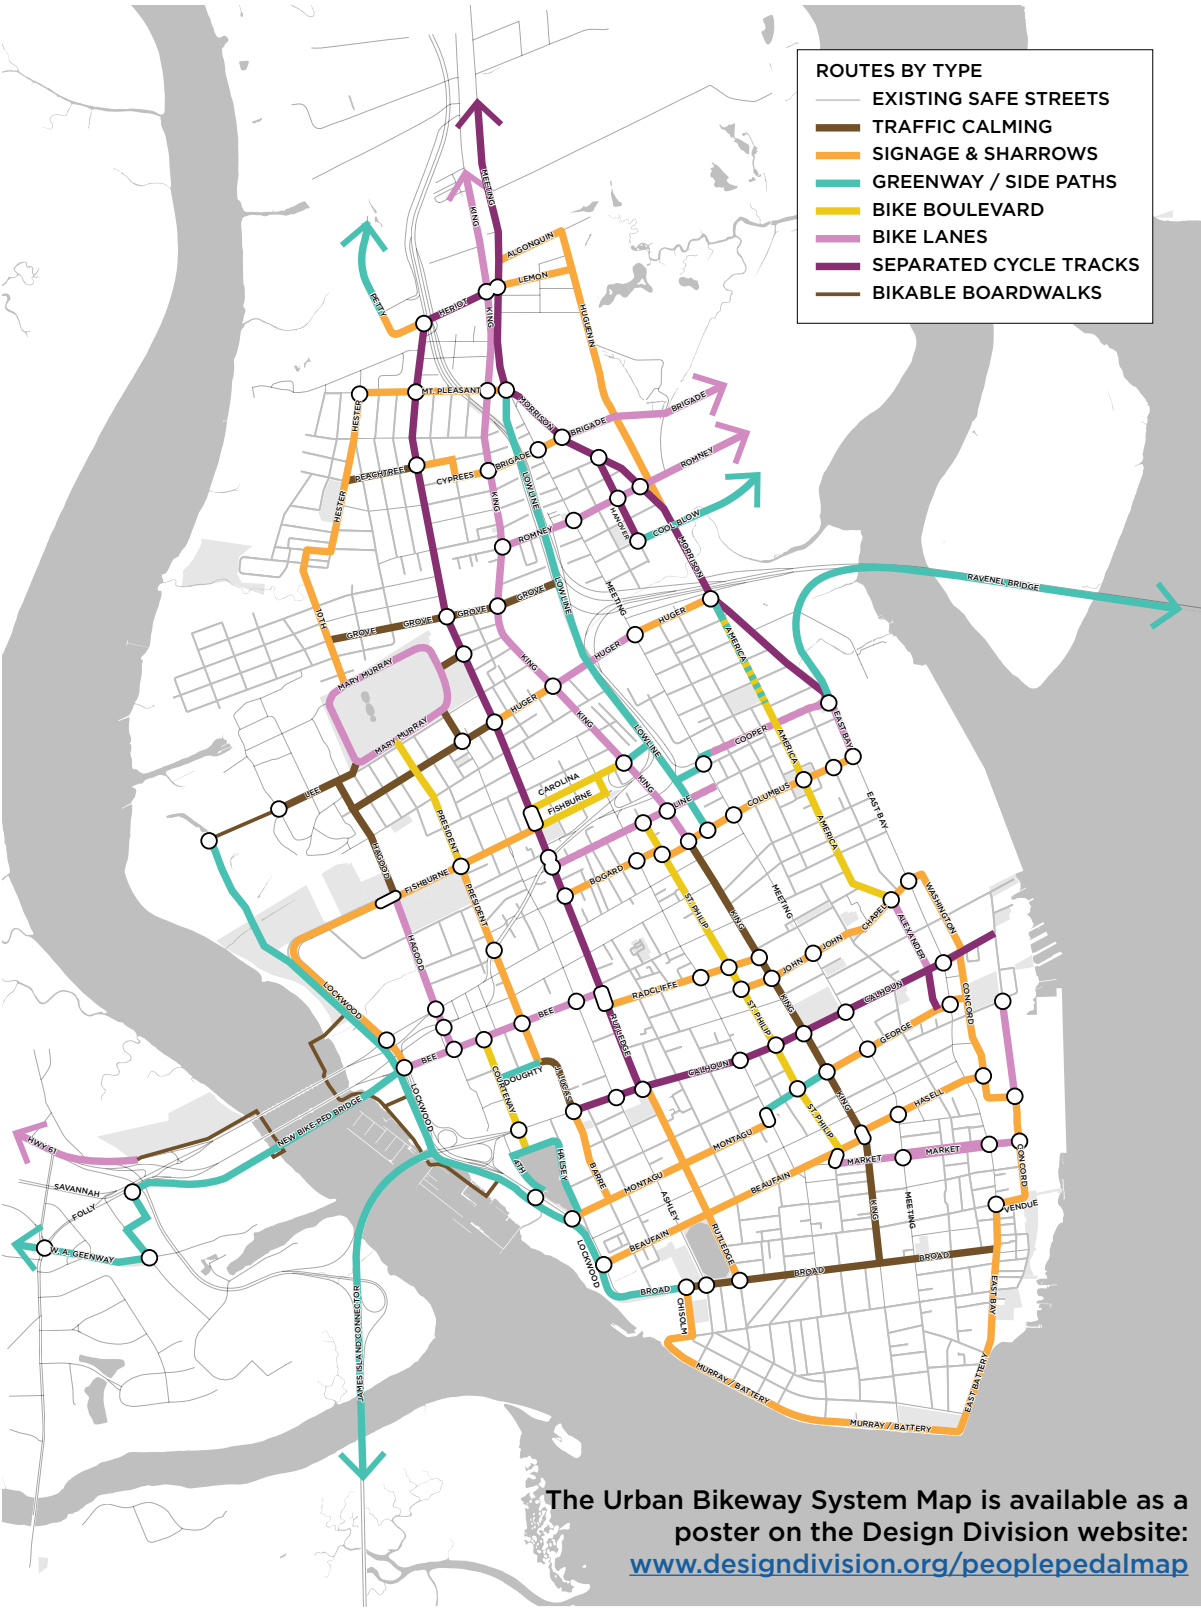 ROUTES BY TYPE
EXISTING SAFE STREETS
TRAFFIC CALMING
SIGNAGE & SHARROWS
GREENWAY / SIDE PATHS
BIKE BOULEVARD
BIKE LANES
SEPARATED CYCLE TRACKS
BIKABLE BOARDWALKS
MEETING
KING
ALGONQUIN
LEMON
PETTY
HERIOT
KING
HUGUENIN
MT. PLEASANT
MORRISON
BRIGADE
BRIGADE
HESTER
PEACHTREE
CYPREES
BRIGADE
ROMNEY
LOWLINE
KING
HESTER
HANOVER
COOL BLOW
ROMNEY
MORRISON
RAVENEL BRIDGE
GROVE
LOWLINE
MEETING
10TH
GROVE
GROVE
GROVE
HUGER
AMERICA
HUGER
KING
MARY MURRAY
MARY MURRAY
HUGER
KING
LOWLINE
COOPER
EAST BAY
AMERICA
CAROLINA
FISHBURNE
KING
LINE
COLUMBUS
EAST BAY
LEE
PRESIDENT
AMERICA
HAGOOD
FISHBURNE
BOGARD
PRESIDENT
ST. PHILIP
KING
MEETING
CHAPEL
WASHINGTON
ALEXANDER
HAGOOD
JOHN
JOHN
LOCKWOOD
RADCLIFFE
KING
CALHOUN
CONCORD
BEE
RUTLEDGE
ST. PHILIP
GEORGE
BEE
DOUGHTY
COURTENAY
J. LUCAS
CALHOUN
KING
HASELL
LOCKWOOD
NEW BIKE-PED BRIDGE
ST. PHILIP
MONTAGU
HWY 61
4TH
HALSEY
BARRE
MONTAGU
BEAUFAIN
MARKET
MARKET
CONCORD
SAVANNAH
FOLLY
ASHLEY
KING
MEETING
VENDUE
W. A. GEENWAY
LOCKWOOD
BEAUFAIN
RUTLEDGE
BROAD
BROAD
BROAD
CHISOLM
EAST BAY
JAMES ISLAND CONNECTOR
MURRAY / BATTERY
MURRAY / BATTERY
EAST BATTERY
The Urban Bikeway System Map is available as a
poster on the Design Division website:
www.designdivision.org/peoplepedalmap